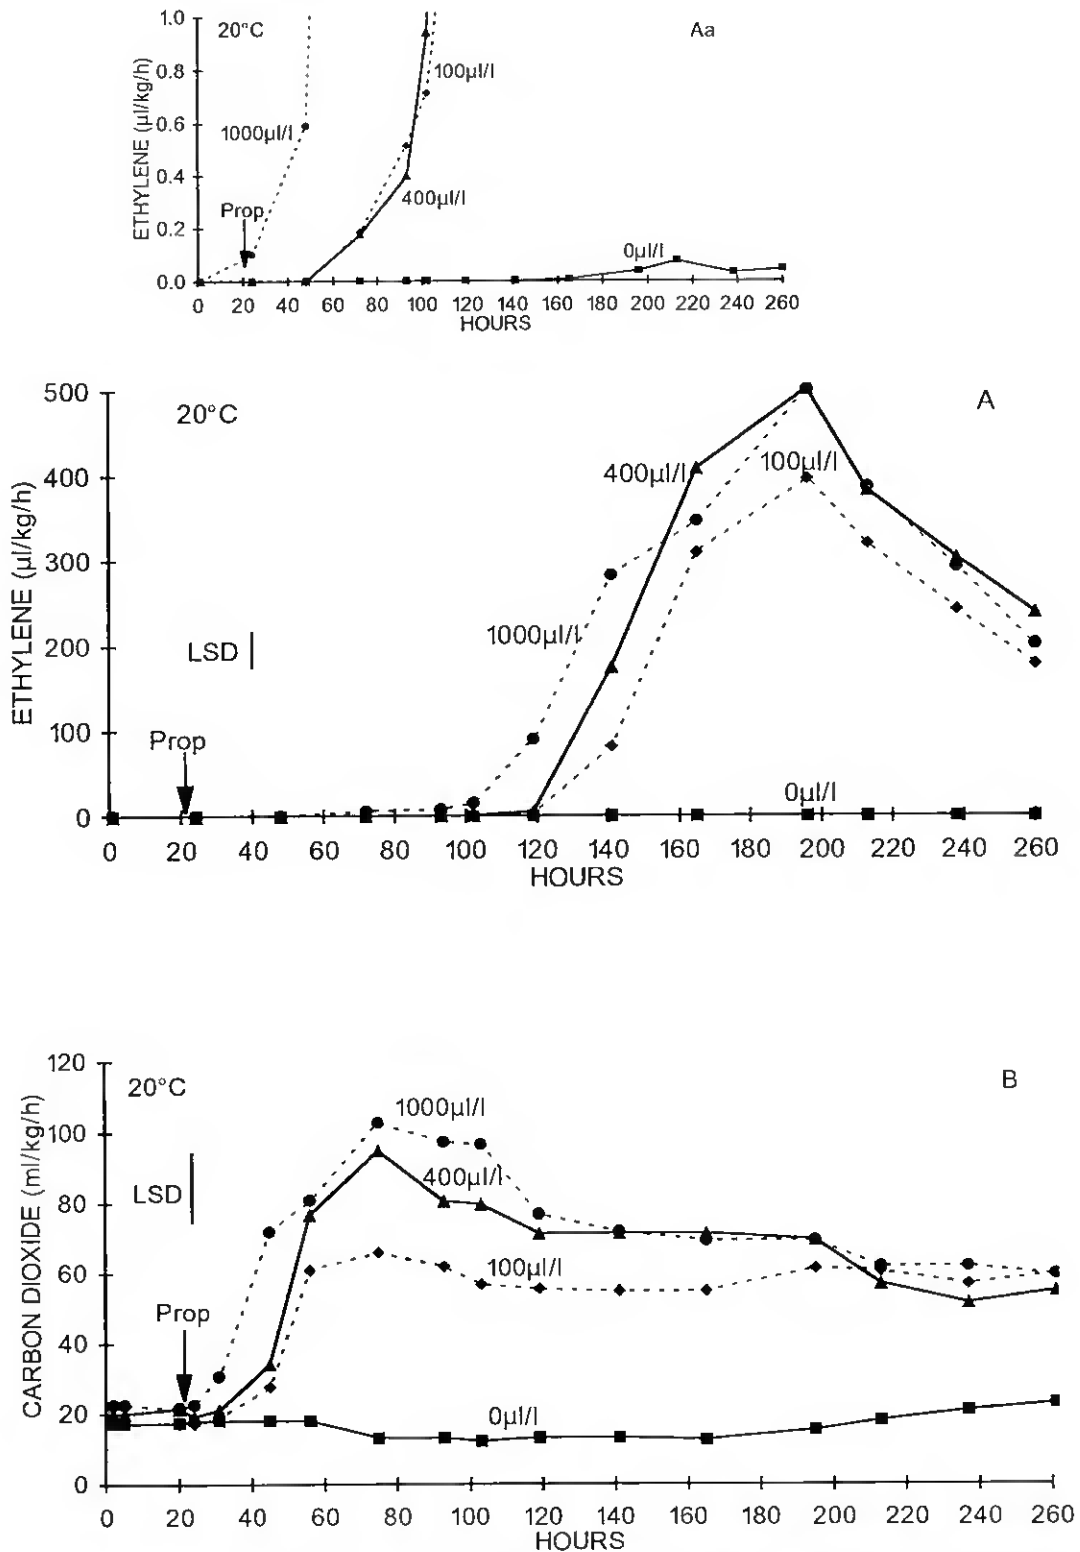 1.0
20°C
Aa
0.8
100µl/l
0.6
1000µl/l
0.4
400µl/l
Prop
0.2
0µl/l
0.0
ETHYLENE (µl/kg/h)
0 20 40 60 80 100 120 140 160 180 200 220 240 260
HOURS
500
20°C
A
400
400µl/l
100µl/l
300
1000µl/l
200
LSD
100
Prop
0µl/l
0
ETHYLENE (µl/kg/h)
0 20 40 60 80 100 120 140 160 180 200 220 240 260
HOURS
120
20°C
B
1000µl/l
100
400µl/l
LSD
80
100µl/l
60
Prop
40
20
0µl/l
0
CARBON DIOXIDE (ml/kg/h)
0 20 40 60 80 100 120 140 160 180 200 220 240 260
HOURS